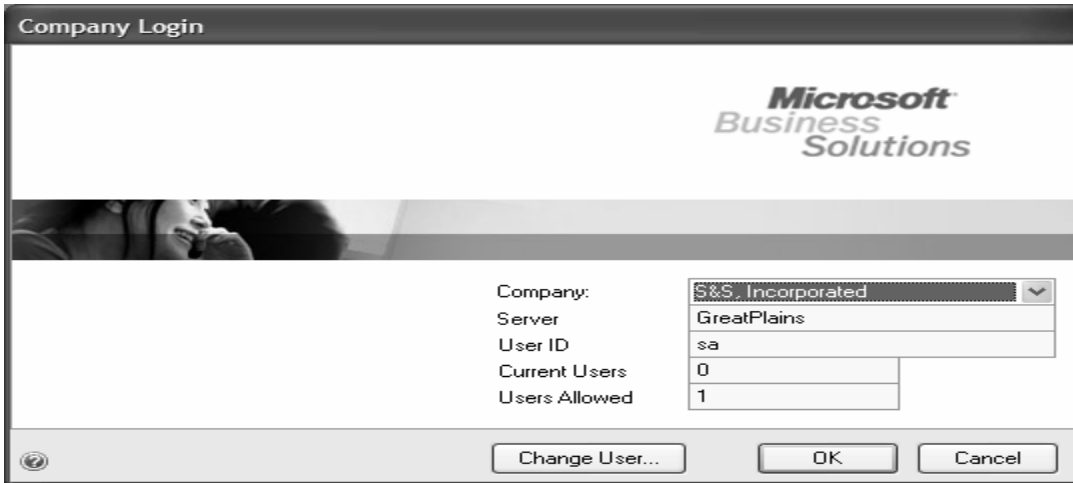 Company Login
Microsoft
Business
Solutions
Company: S&S, Incorporated
Server GreatPlains
User ID sa
Current Users 0
Users Allowed 1
? Change User... OK Cancel